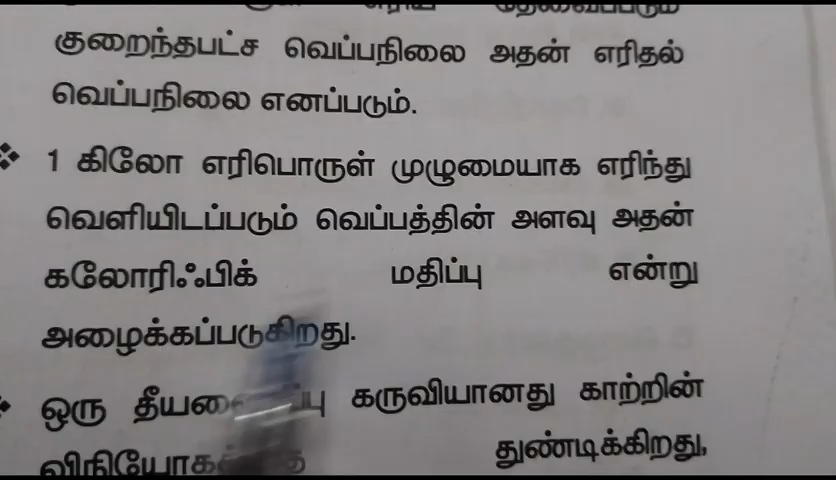 குறைந்தபட்ச வெப்பநிலை அதன் எரிதல்
வெப்பநிலை எனப்படும்.
❖ 1 கிலோ எரிபொருள் முழுமையாக எரிந்து
வெளியிடப்படும் வெப்பத்தின் அளவு அதன்
கலோரிஃபிக் மதிப்பு என்று
அழைக்கப்படுகிறது.
ஒரு கருவியானது காற்றின்
துண்டிக்கிறது,